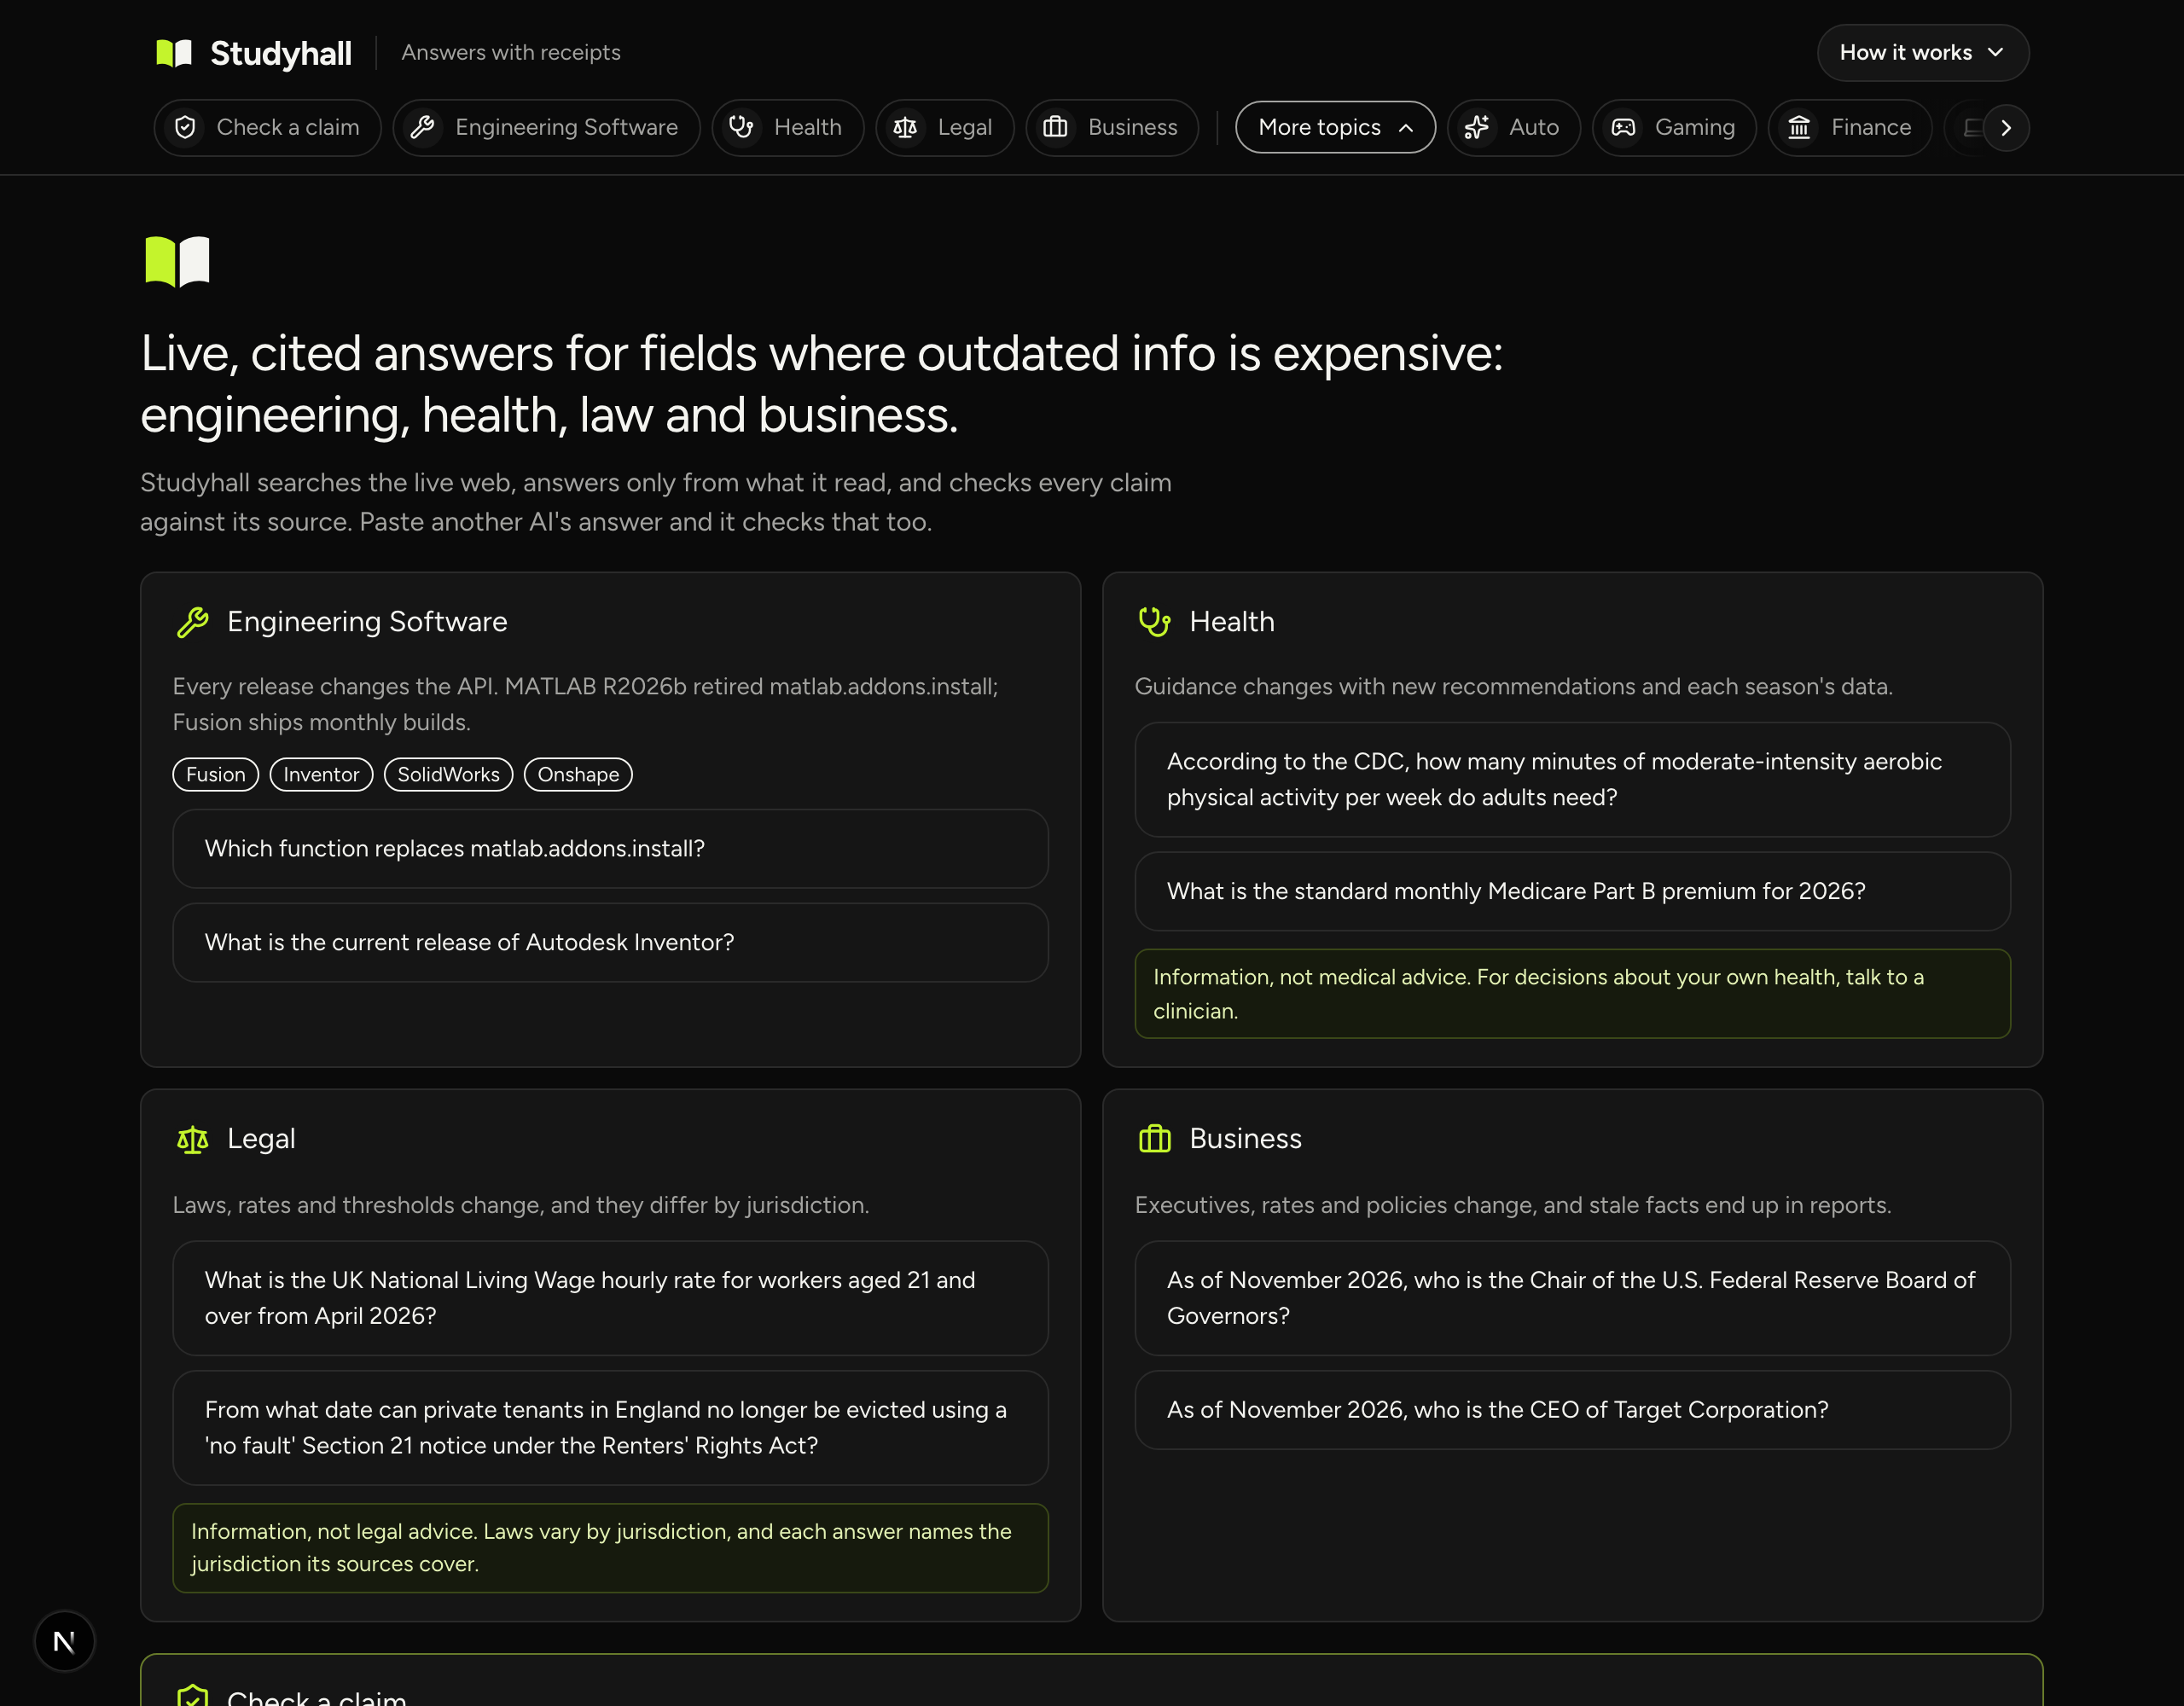 Studyhall
Answers with receipts
How it works
Check a claim
Engineering Software
Health
Legal
Business
More topics
Auto
Gaming
Finance
Live, cited answers for fields where outdated info is expensive:
engineering, health, law and business.
Studyhall searches the live web, answers only from what it read, and checks every claim
against its source. Paste another AI's answer and it checks that too.
Engineering Software
Every release changes the API. MATLAB R2026b retired matlab.addons.install;
Fusion ships monthly builds.
Fusion
Inventor
SolidWorks
Onshape
Which function replaces matlab.addons.install?
What is the current release of Autodesk Inventor?
Health
Guidance changes with new recommendations and each season's data.
According to the CDC, how many minutes of moderate-intensity aerobic
physical activity per week do adults need?
What is the standard monthly Medicare Part B premium for 2026?
Information, not medical advice. For decisions about your own health, talk to a
clinician.
Legal
Laws, rates and thresholds change, and they differ by jurisdiction.
What is the UK National Living Wage hourly rate for workers aged 21 and
over from April 2026?
From what date can private tenants in England no longer be evicted using a
'no fault' Section 21 notice under the Renters' Rights Act?
Information, not legal advice. Laws vary by jurisdiction, and each answer names the
jurisdiction its sources cover.
Business
Executives, rates and policies change, and stale facts end up in reports.
As of November 2026, who is the Chair of the U.S. Federal Reserve Board of
Governors?
As of November 2026, who is the CEO of Target Corporation?
N
Check a claim